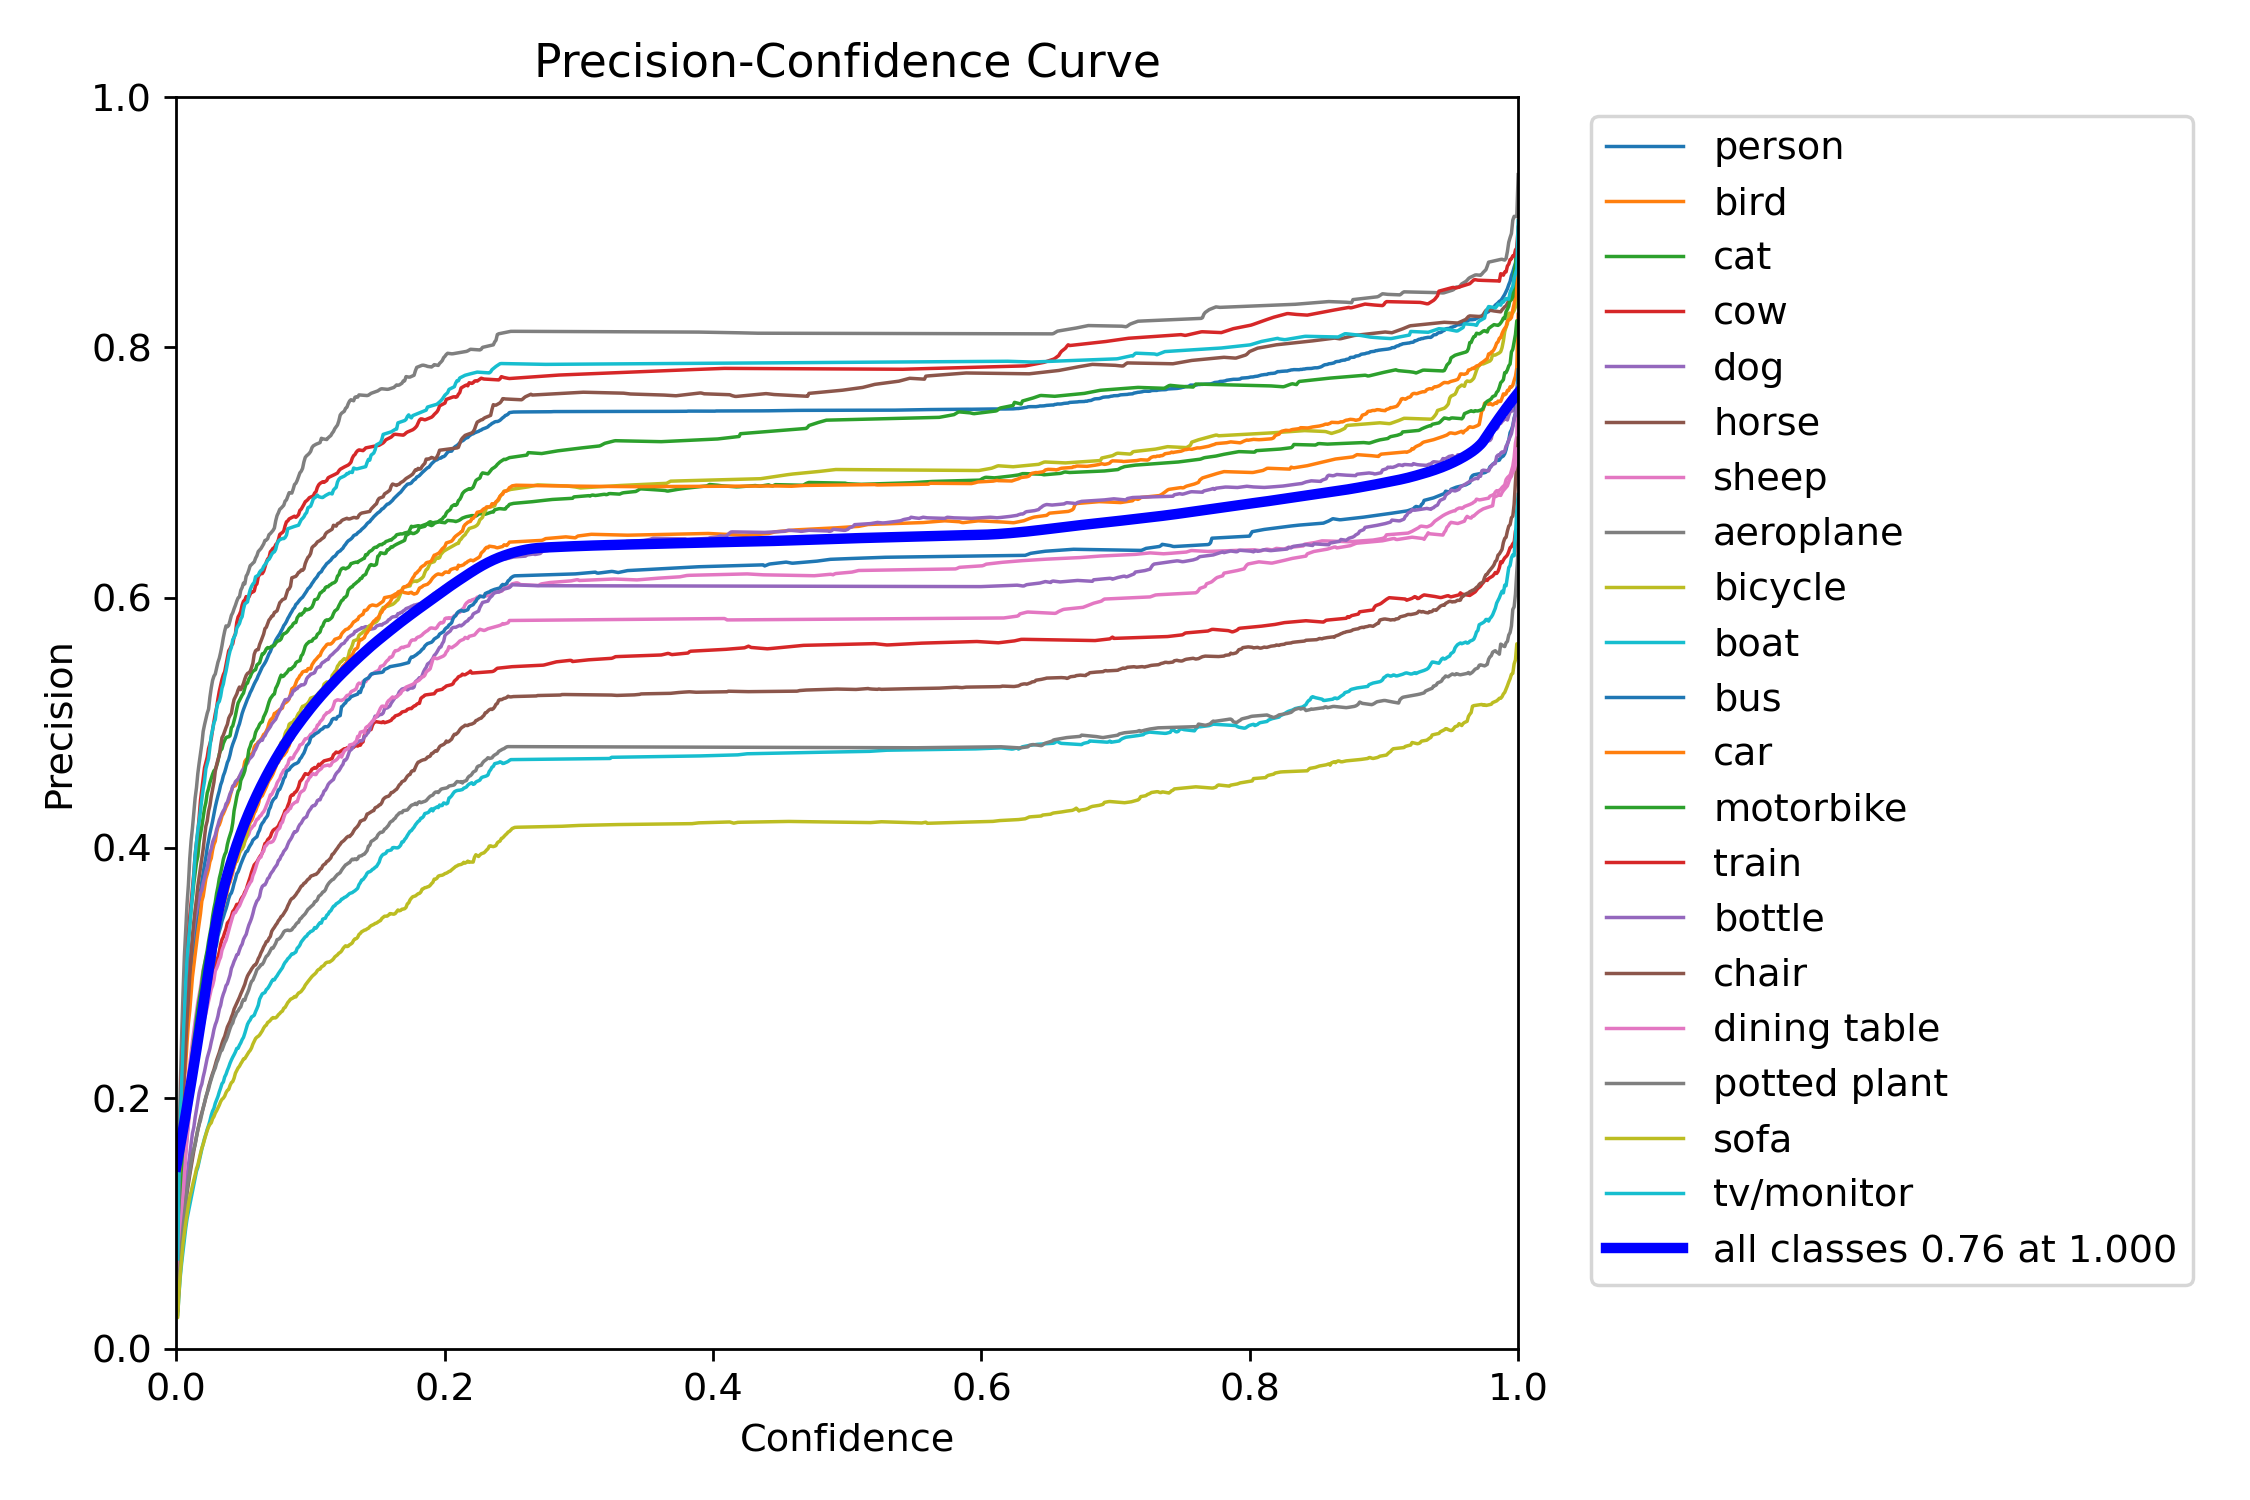 Precision-Confidence Curve
1.0
0.8
0.6
0.4
0.2
0.0
Precision
0.0 0.2 0.4 0.6 0.8 1.0
Confidence
person
bird
cat
cow
dog
horse
sheep
aeroplane
bicycle
boat
bus
car
motorbike
train
bottle
chair
dining table
potted plant
sofa
tv/monitor
all classes 0.76 at 1.000